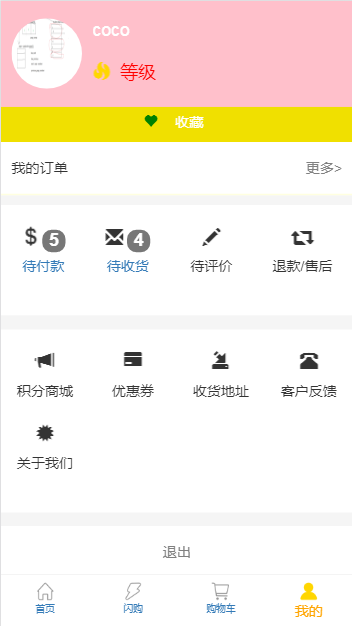 coco
等级
收藏
我的订单 更多>
5 4
待付款 待收货 待评价 退款/售后
积分商城 优惠券 收货地址 客户反馈
关于我们
退出
首页 闪购 购物车 我的